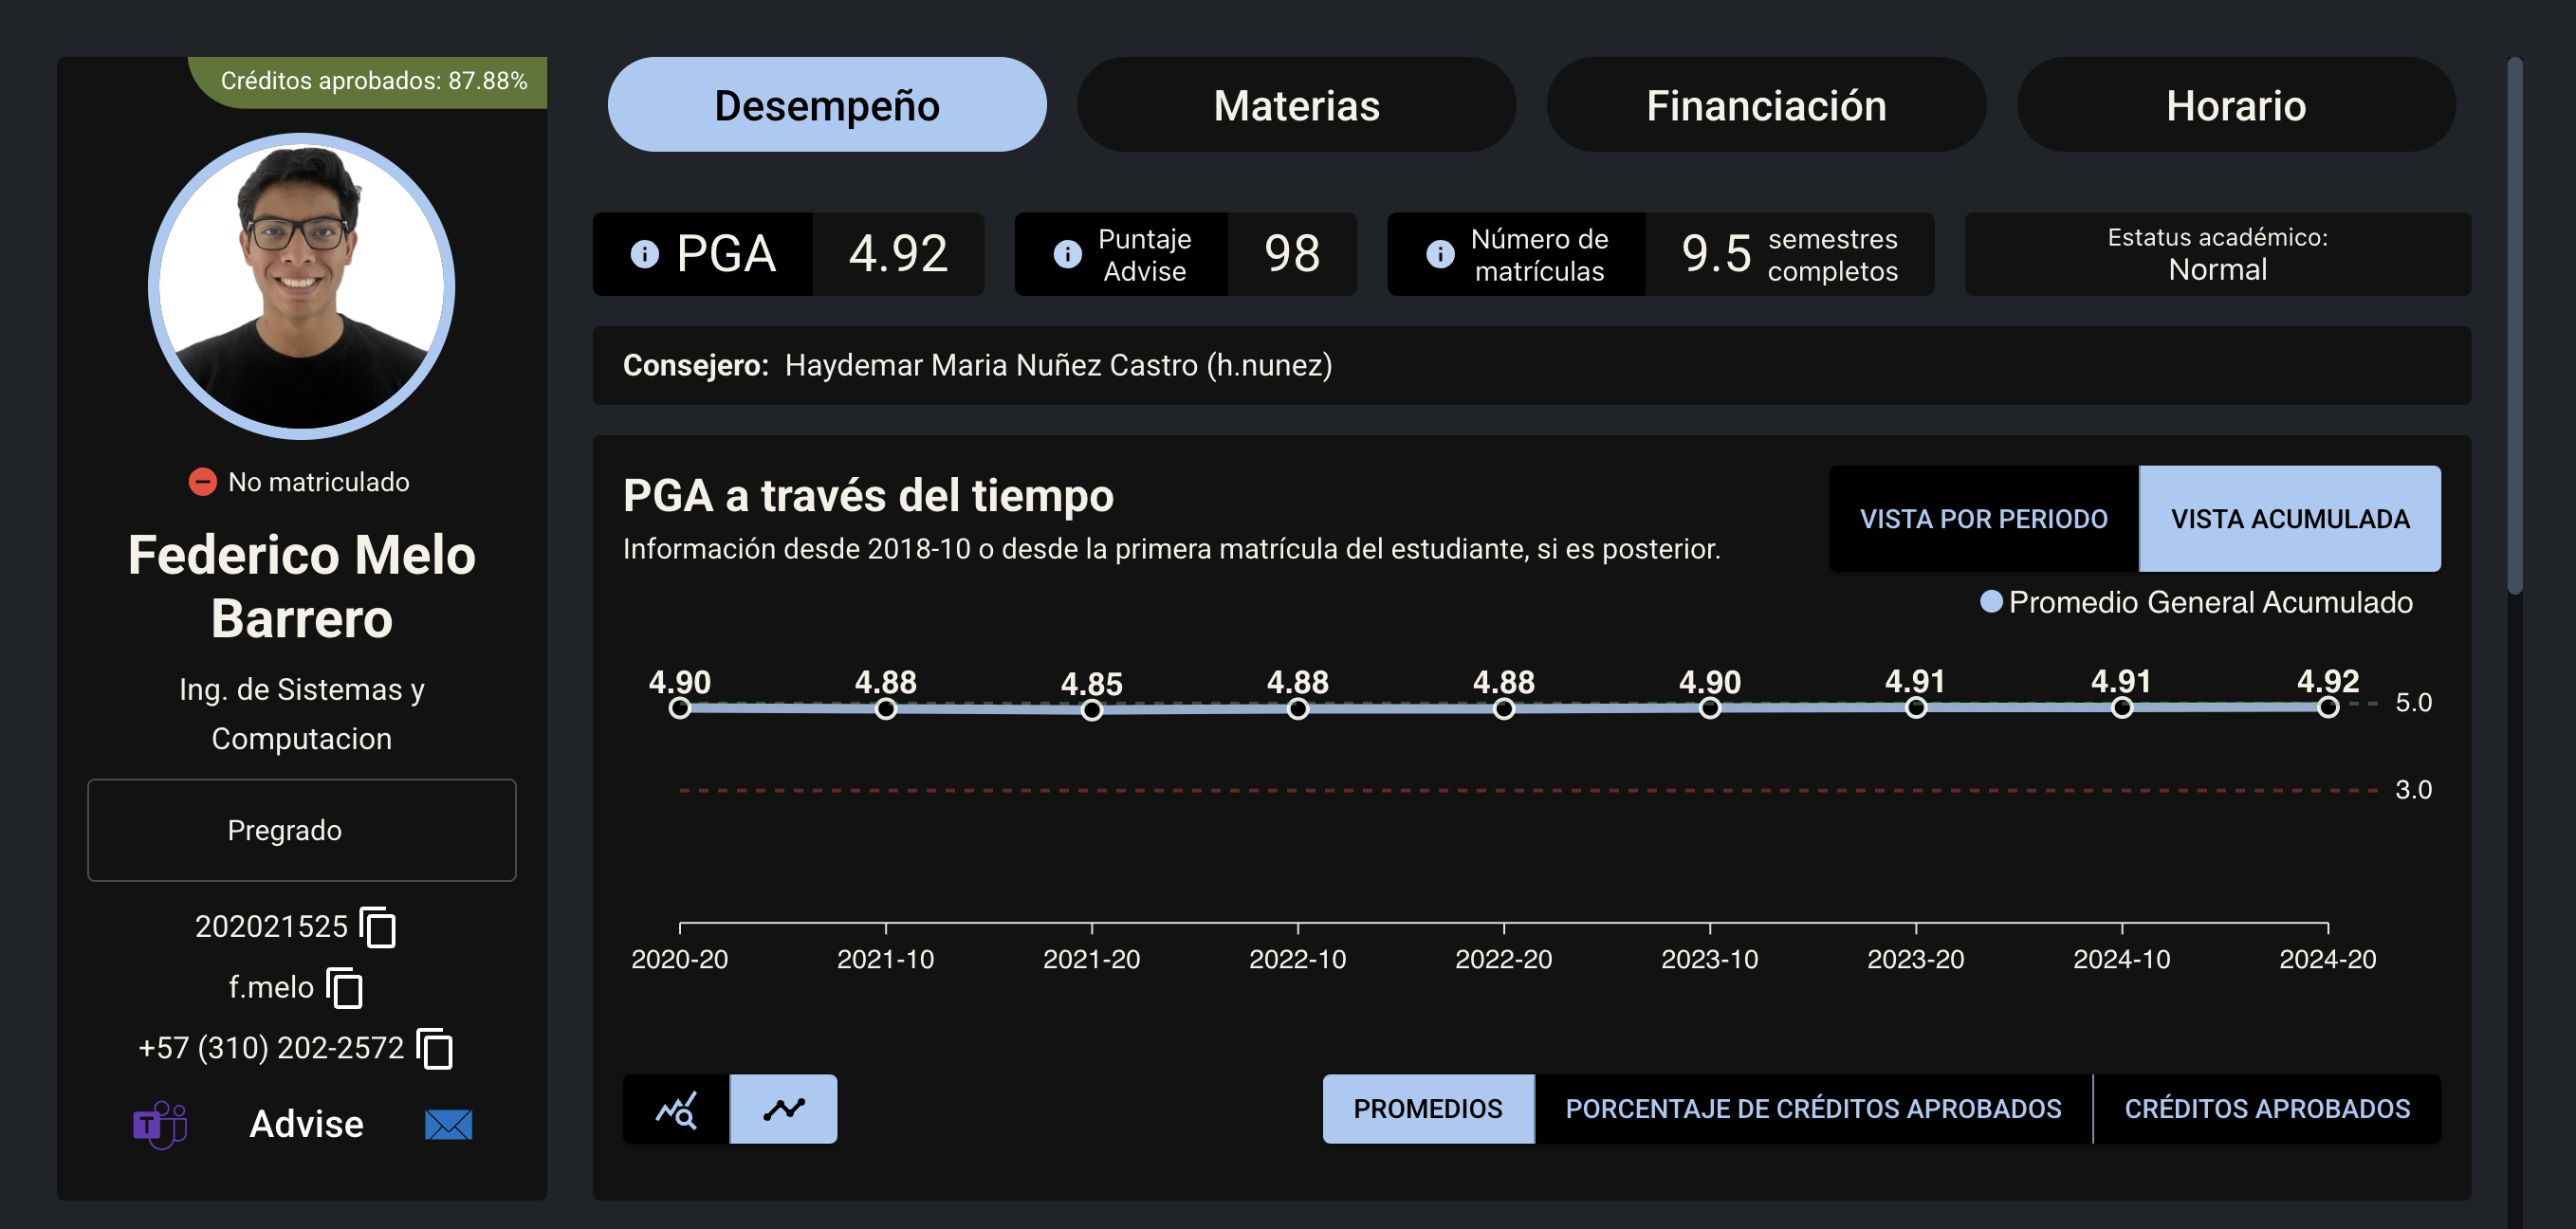 Créditos aprobados: 87.88%
No matriculado
Federico Melo
Barrero
Ing. de Sistemas y
Computacion
Pregrado
202021525
f.melo
+57 (310) 202-2572
T
Advise
Desempeño
Materias
Financiación
Horario
PGA
4.92
Puntaje
Advise
98
Número de
matrículas
9.5
semestres
completos
Estatus académico:
Normal
Consejero: Haydemar Maria Nuñez Castro (h.nunez)
PGA a través del tiempo
Información desde 2018-10 o desde la primera matrícula del estudiante, si es posterior.
VISTA POR PERIODO
VISTA ACUMULADA
Promedio General Acumulado
4.90 4.88 4.85 4.88 4.88 4.90 4.91 4.91 4.92
5.0
3.0
2020-20 2021-10 2021-20 2022-10 2022-20 2023-10 2023-20 2024-10 2024-20
PROMEDIOS
PORCENTAJE DE CRÉDITOS APROBADOS
CRÉDITOS APROBADOS